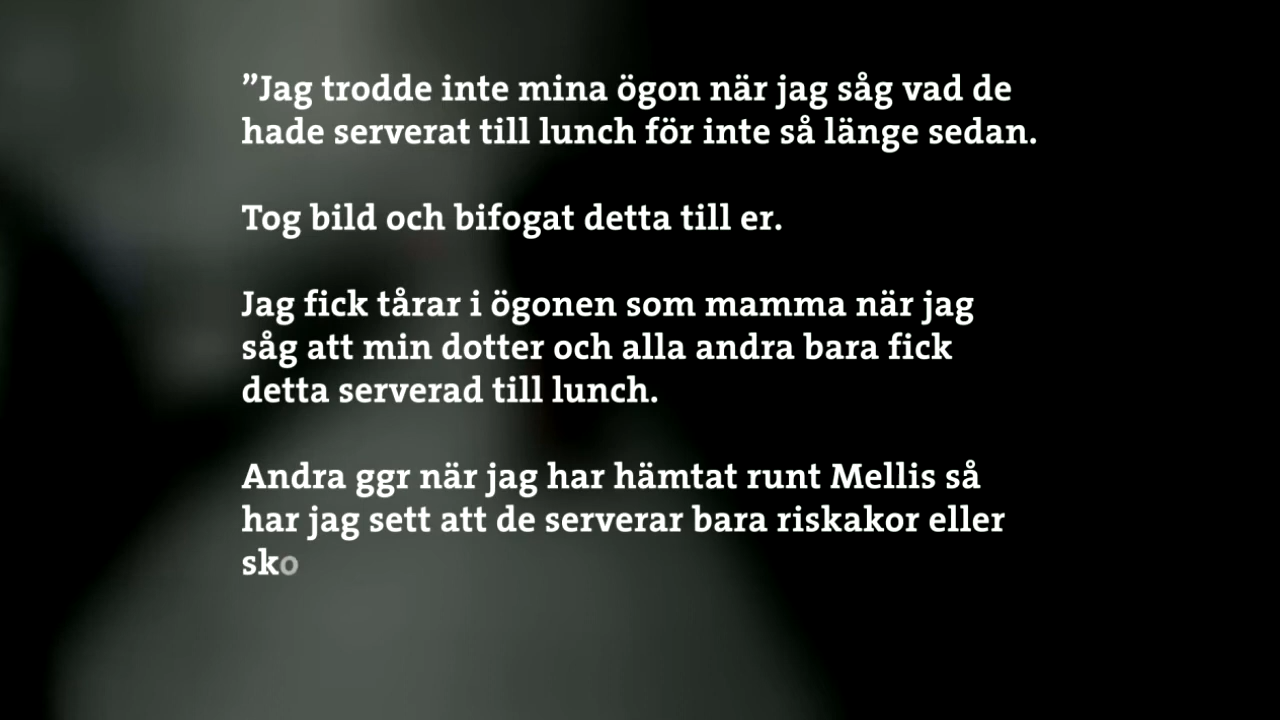 ”Jag trodde inte mina ögon när jag såg vad de
hade serverat till lunch för inte så länge sedan.
Tog bild och bifogat detta till er.
Jag fick tårar i ögonen som mamma när jag
såg att min dotter och alla andra bara fick
detta serverad till lunch.
Andra ggr när jag har hämtat runt Mellis så
har jag sett att de serverar bara riskakor eller
sko